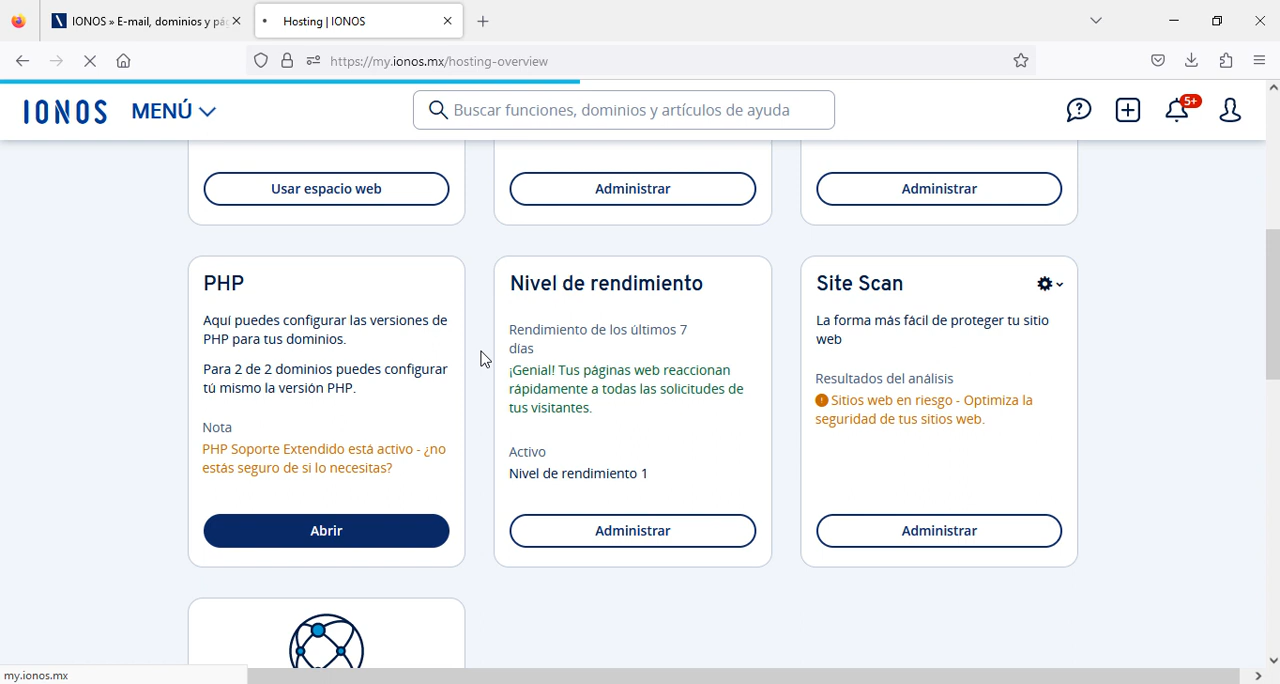 IONOS » E-mail, dominios y pá
Hosting | IONOS
https://my.ionos.mx/hosting-overview
IONOS
MENÚ
Buscar funciones, dominios y artículos de ayuda
5+
Usar espacio web
Administrar
Administrar
PHP
Aquí puedes configurar las versiones de
PHP para tus dominios.
Para 2 de 2 dominios puedes configurar
tú mismo la versión PHP.
Nota
PHP Soporte Extendido está activo - ¿no
estás seguro de si lo necesitas?
Abrir
Nivel de rendimiento
Rendimiento de los últimos 7
días
¡Genial! Tus páginas web reaccionan
rápidamente a todas las solicitudes de
tus visitantes.
Activo
Nivel de rendimiento 1
Administrar
Site Scan
La forma más fácil de proteger tu sitio
web
Resultados del análisis
Sitios web en riesgo - Optimiza la
seguridad de tus sitios web.
Administrar
my.ionos.mx